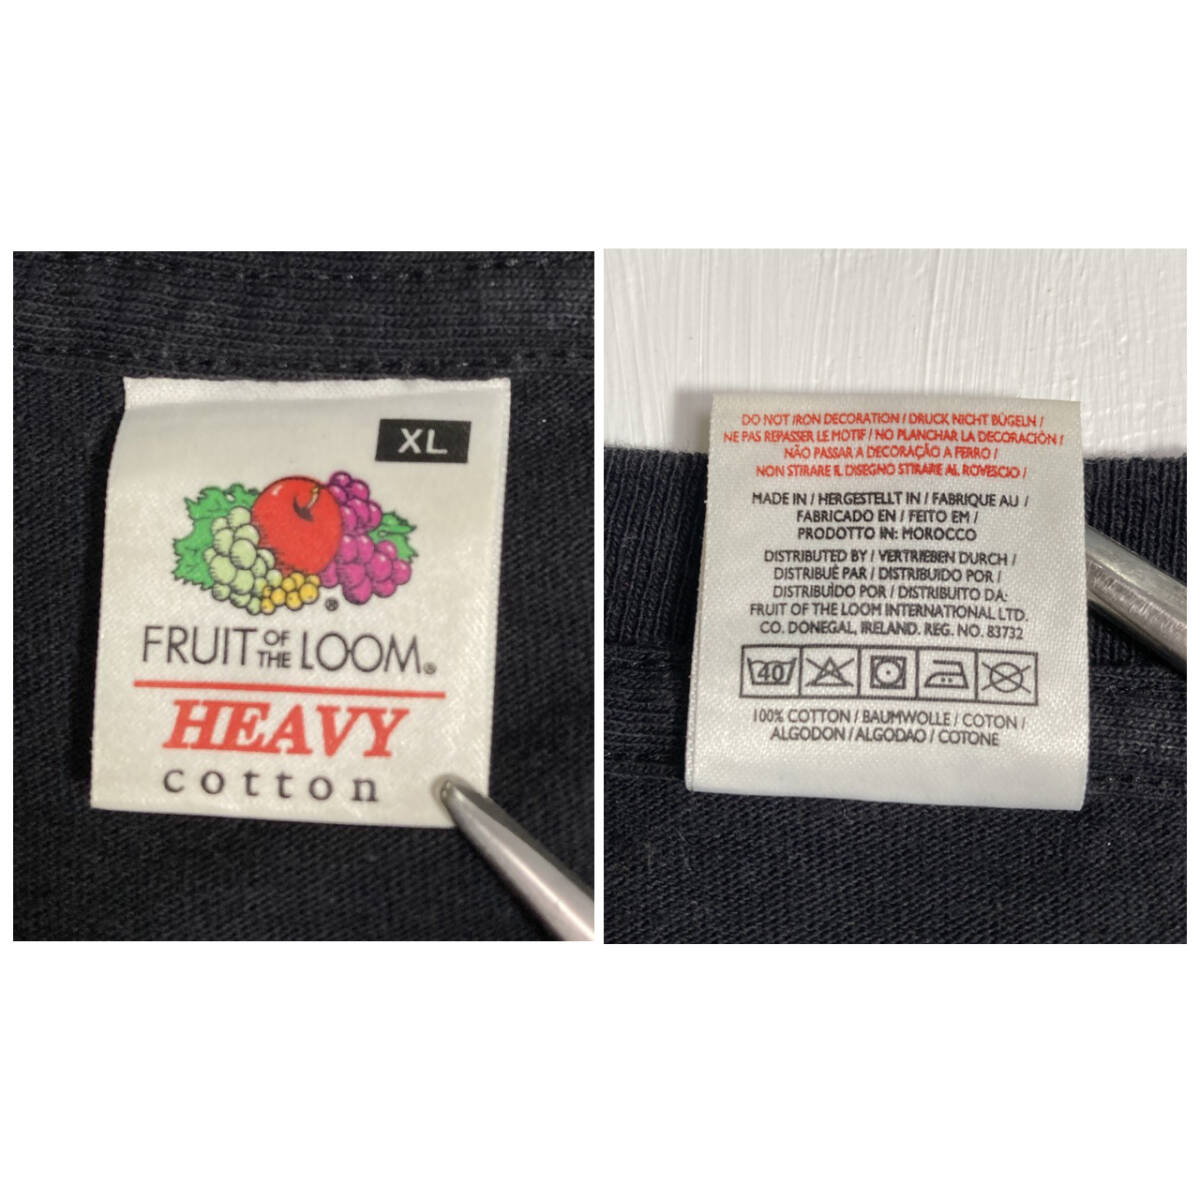 XL
®
FRUIT OF THE LOOM®
HEAVY
cotton
DO NOT IRON DECORATION / DRUCK NICHT BÜGELN /
NE PAS REPASSER LE MOTIF / NO PLANCHAR LA DECORACIÓN /
NÃO PASSAR A DECORAÇÃO A FERRO /
NON STIRARE IL DISEGNO STIRARE AL ROVESCIO /
MADE IN / HERGESTELLT IN / FABRIQUE AU /
FABRICADO EN / FEITO EM /
PRODOTTO IN: MOROCCO
DISTRIBUTED BY / VERTRIEBEN DURCH /
DISTRIBUÉ PAR / DISTRIBUIDO POR /
DISTRIBUÍDO POR / DISTRIBUITO DA:
FRUIT OF THE LOOM INTERNATIONAL LTD.
CO. DONEGAL, IRELAND. REG. NO. 83732
40
100% COTTON / BAUMWOLLE / COTON /
ALGODON / ALGODAO / COTONE